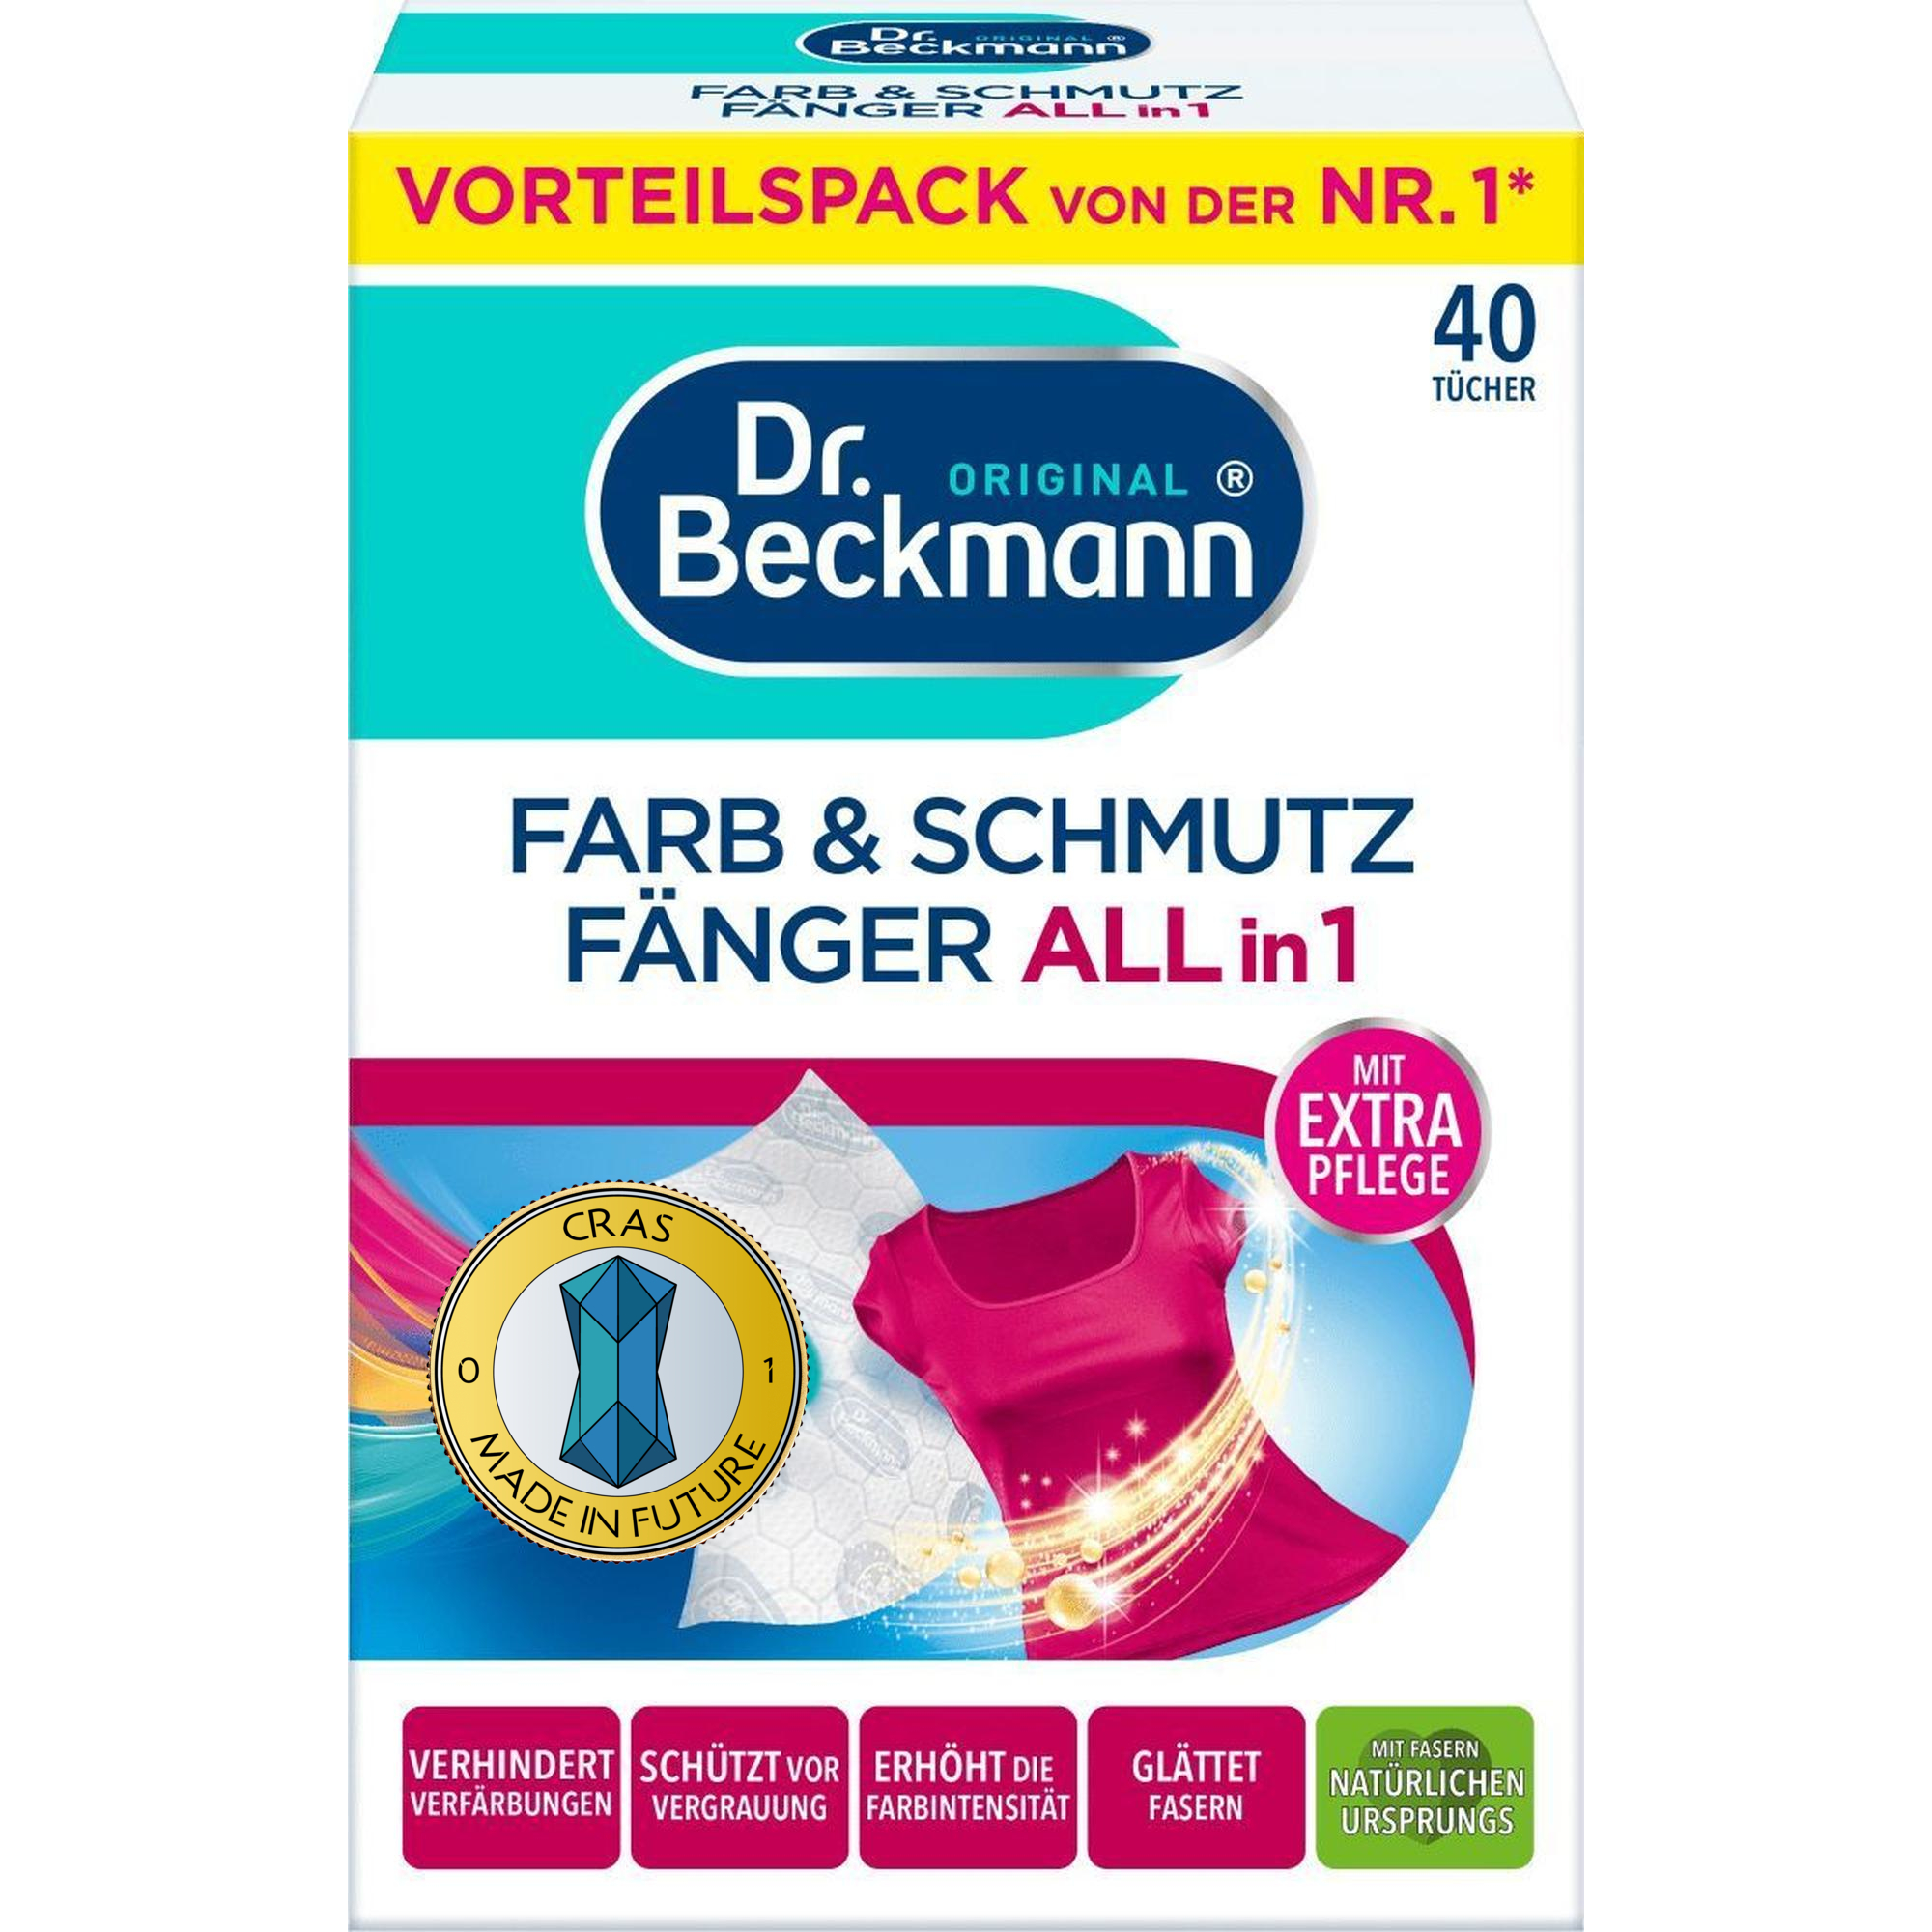 Dr.
ORIGINAL ®
Beckmann
FARB & SCHMUTZ
FÄNGER ALL in 1
VORTEILSPACK VON DER NR. 1*
40
TÜCHER
Dr.
ORIGINAL ®
Beckmann
FARB & SCHMUTZ
FÄNGER ALL in 1
MIT
EXTRA
PFLEGE
CRAS
0 1
MADE IN FUTURE
VERHINDERT
VERFÄRBUNGEN
SCHÜTZT VOR
VERGRAUUNG
ERHÖHT DIE
FARBINTENSITÄT
GLÄTTET
FASERN
MIT FASERN
NATÜRLICHEN
URSPRUNGS